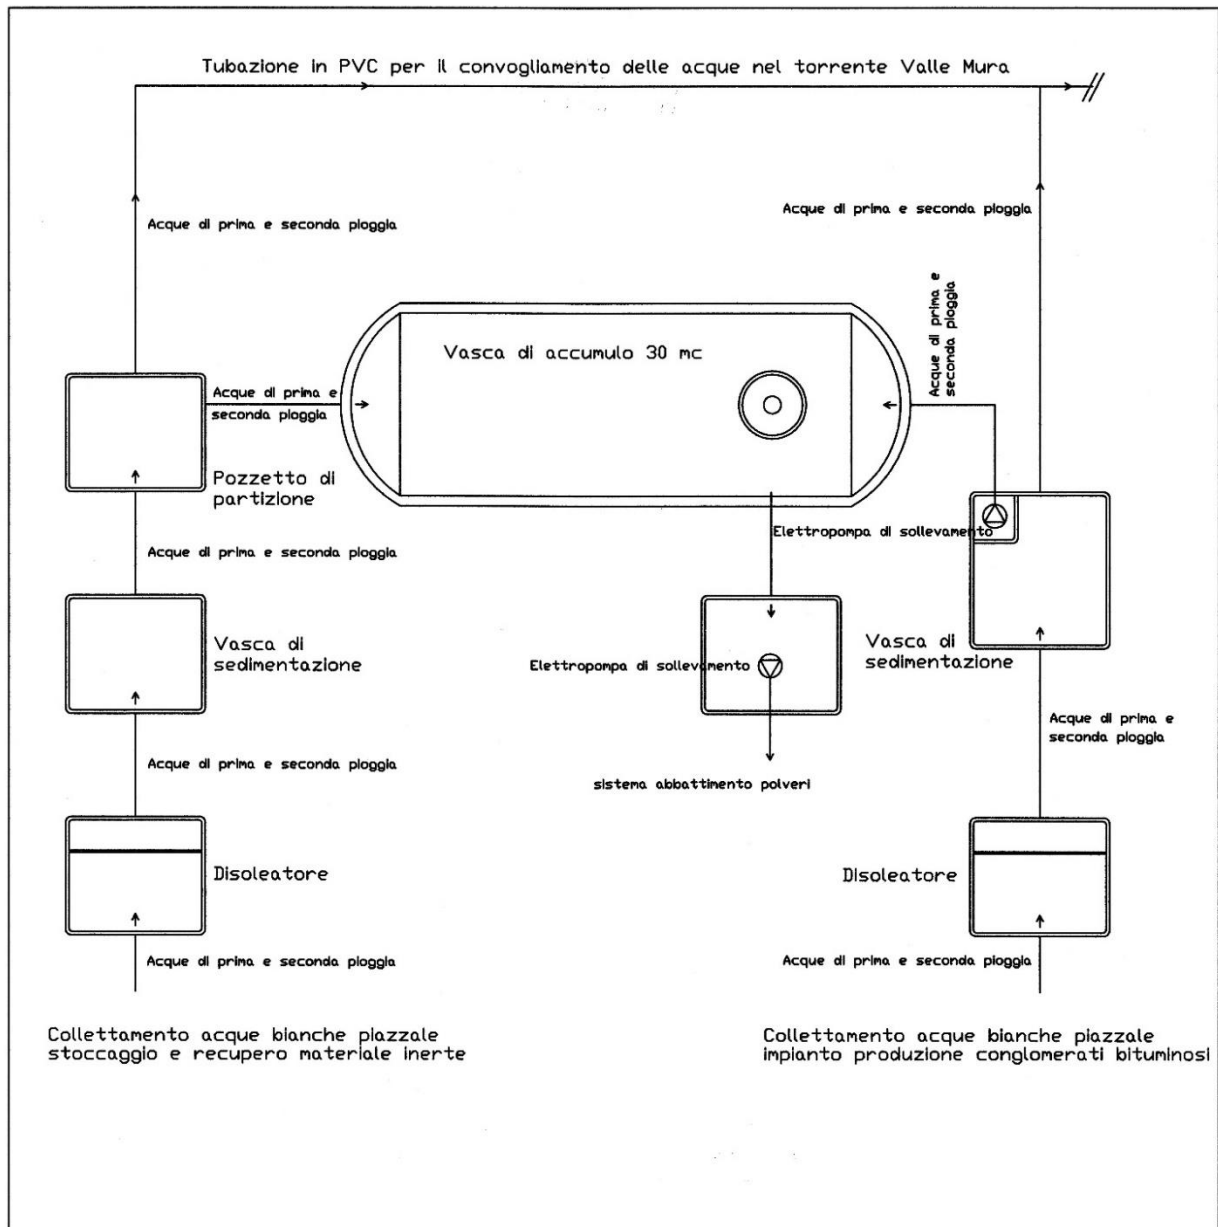 Tubazione in PVC per il convogliamento delle acque nel torrente Valle Mura
Acque di prima e seconda pioggia
Acque di prima e seconda pioggia
Acque di prima e
seconda pioggia
Vasca di accumulo 30 mc
Acque di prima e
seconda pioggia
Pozzetto di
partizione
Elettropompa di sollevamento
Acque di prima e seconda pioggia
Vasca di
sedimentazione
Elettropompa di sollevamento
Vasca di
sedimentazione
Acque di prima e
seconda pioggia
Acque di prima e seconda pioggia
sistema abbattimento polveri
Disoleatore
Disoleatore
Acque di prima e seconda pioggia
Acque di prima e seconda pioggia
Collettamento acque bianche piazzale
stoccaggio e recupero materiale inerte
Collettamento acque bianche piazzale
impianto produzione conglomerati bituminosi